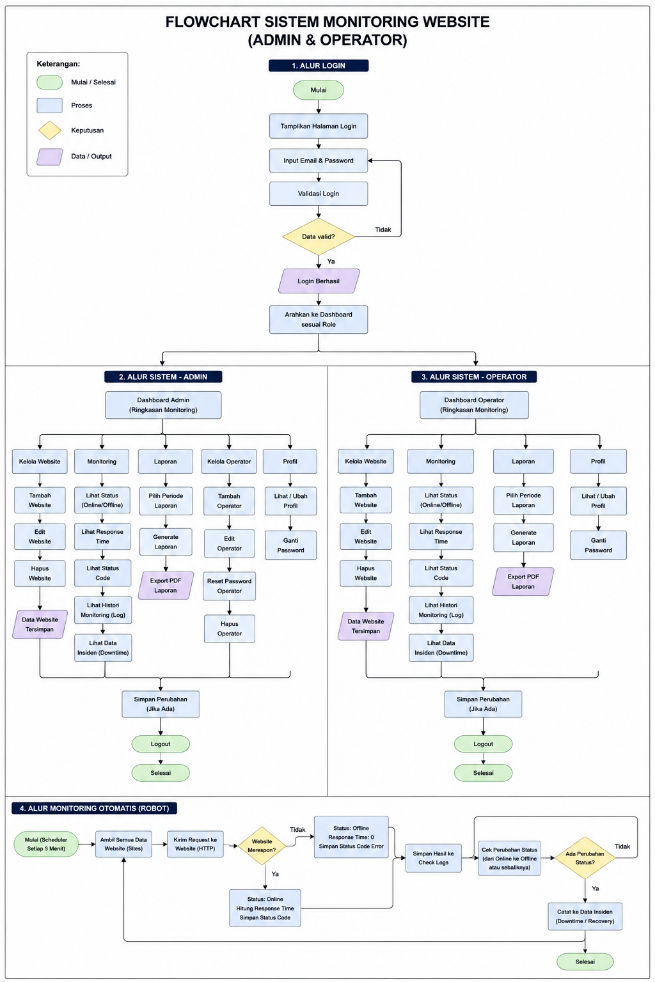 FLOWCHART SISTEM MONITORING WEBSITE
(ADMIN & OPERATOR)
Keterangan:
Mulai / Selesai
Proses
Keputusan
Data / Output
1. ALUR LOGIN
Mulai
Tampilkan Halaman Login
Input Email & Password
Validasi Login
Data valid?
Tidak
Ya
Login Berhasil
Arahkan ke Dashboard
sesuai Role
2. ALUR SISTEM - ADMIN
Dashboard Admin
(Ringkasan Monitoring)
Kelola Website
Tambah
Website
Edit
Website
Hapus
Website
Data Website
Tersimpan
Monitoring
Lihat Status
(Online/Offline)
Lihat Response
Time
Lihat Status
Code
Lihat Histori
Monitoring (Log)
Lihat Data
Insiden (Downtime)
Laporan
Pilih Periode
Laporan
Generate
Laporan
Export PDF
Laporan
Kelola Operator
Tambah
Operator
Edit
Operator
Reset Password
Operator
Hapus
Operator
Profil
Lihat / Ubah
Profil
Ganti
Password
Simpan Perubahan
(Jika Ada)
Logout
Selesai
3. ALUR SISTEM - OPERATOR
Dashboard Operator
(Ringkasan Monitoring)
Kelola Website
Tambah
Website
Edit
Website
Hapus
Website
Data Website
Tersimpan
Monitoring
Lihat Status
(Online/Offline)
Lihat Response
Time
Lihat Status
Code
Lihat Histori
Monitoring (Log)
Lihat Data
Insiden (Downtime)
Laporan
Pilih Periode
Laporan
Generate
Laporan
Export PDF
Laporan
Profil
Lihat / Ubah
Profil
Ganti
Password
Simpan Perubahan
(Jika Ada)
Logout
Selesai
4. ALUR MONITORING OTOMATIS (ROBOT)
Mulai (Scheduler
Setiap 5 Menit)
Ambil Semua Data
Website (Sites)
Kirim Request ke
Website (HTTP)
Website
Merespon?
Tidak
Status: Offline
Response Time: 0
Simpan Status Code Error
Ya
Status: Online
Hitung Response Time
Simpan Status Code
Simpan Hasil ke
Check Logs
Cek Perubahan Status
(dari Online ke Offline
atau sebaliknya)
Ada Perubahan
Status?
Tidak
Ya
Catat ke Data Insiden
(Downtime / Recovery)
Selesai